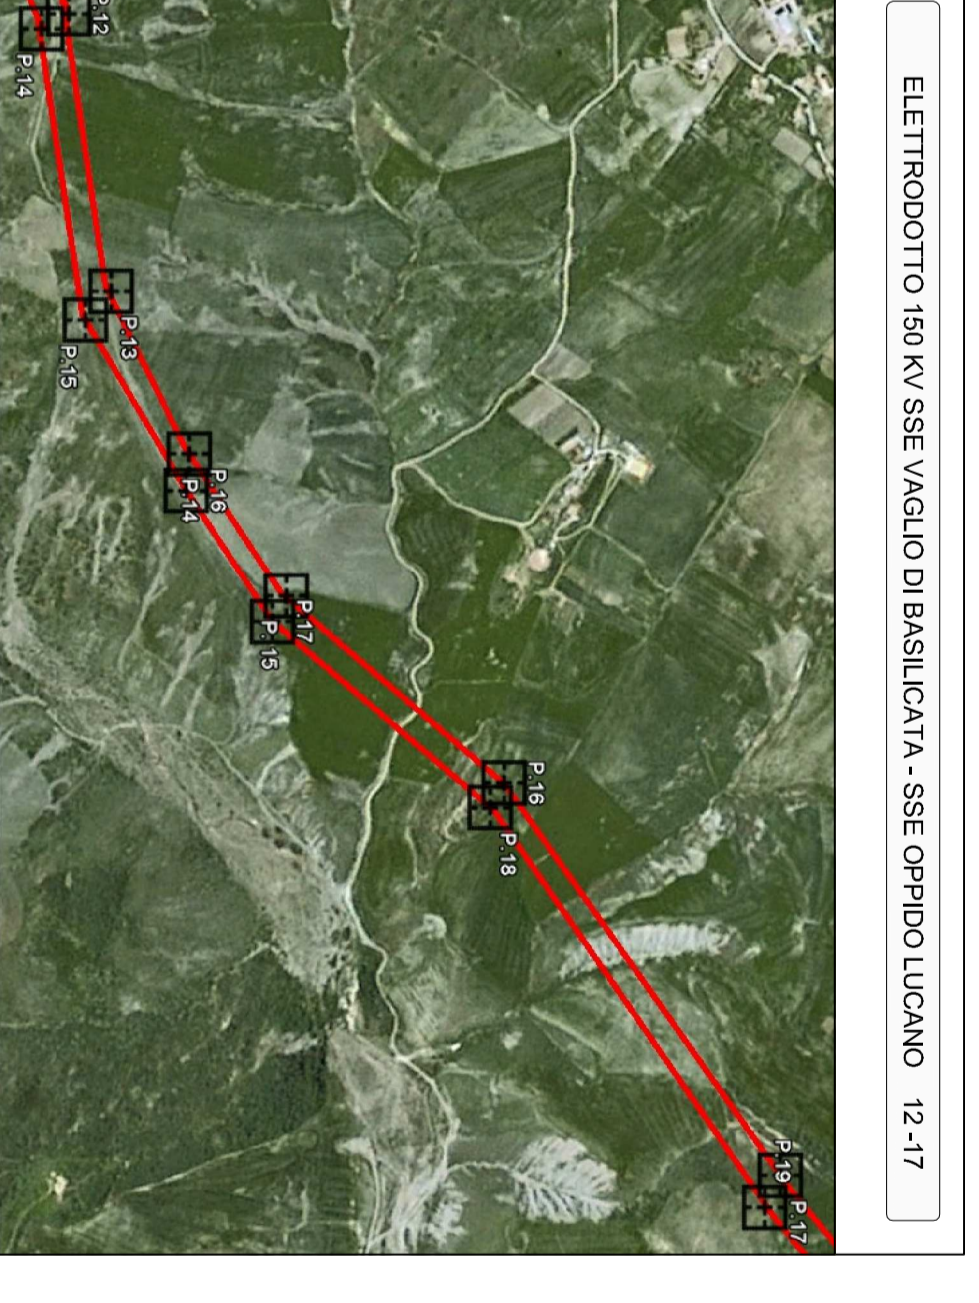 ELETTRODOTTO 150 KV SSE VAGLIO DI BASILICATA - SSE OPPIDO LUCANO 12 -17
P.12
P.14
P.13
P.15
P.16
P.14
P.17
P. 15
P.16
P.18
P.19
P.17